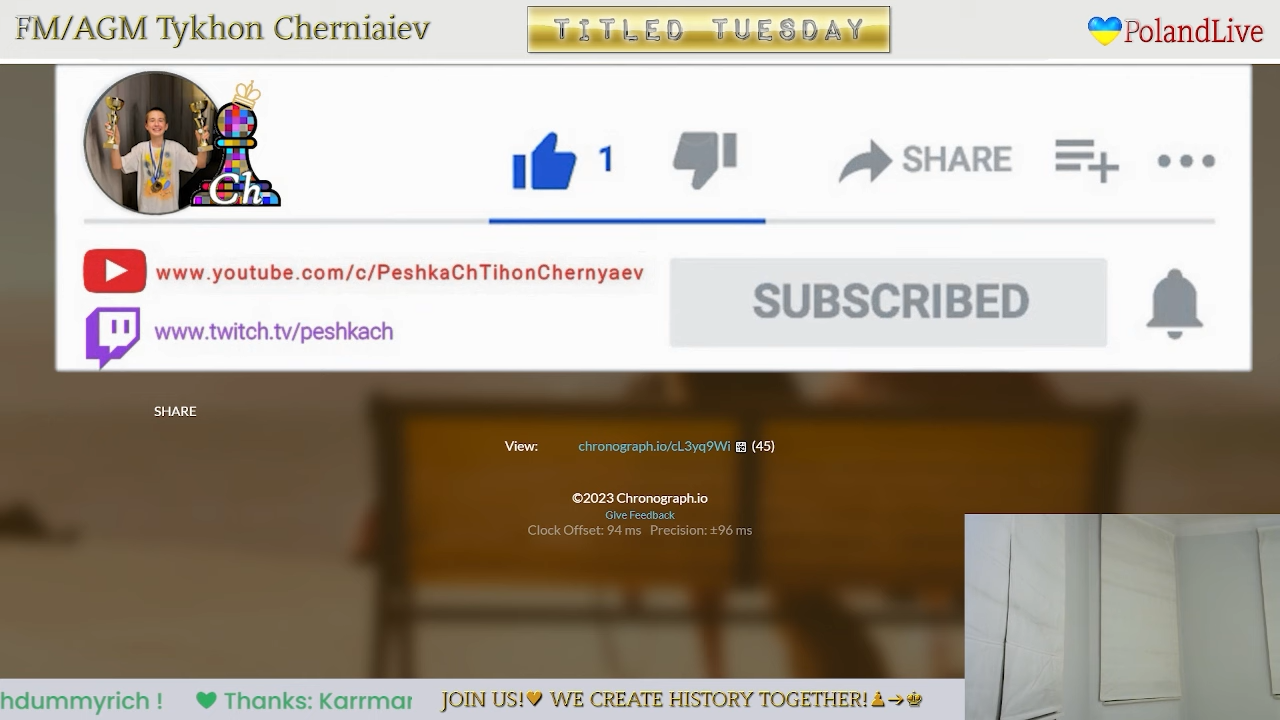 FM/AGM Tykhon Cherniaiev
TITLED TUESDAY
PolandLive
Ch
1
SHARE
www.youtube.com/c/PeshkaChTihonChernyaev
SUBSCRIBED
www.twitch.tv/peshkach
SHARE
View: chronograph.io/cL3yq9Wi (45)
©2023 Chronograph.io
Give Feedback
Clock Offset: 94 ms Precision: ±96 ms
hdummyrich ! Thanks: Karrmar
JOIN US! WE CREATE HISTORY TOGETHER!